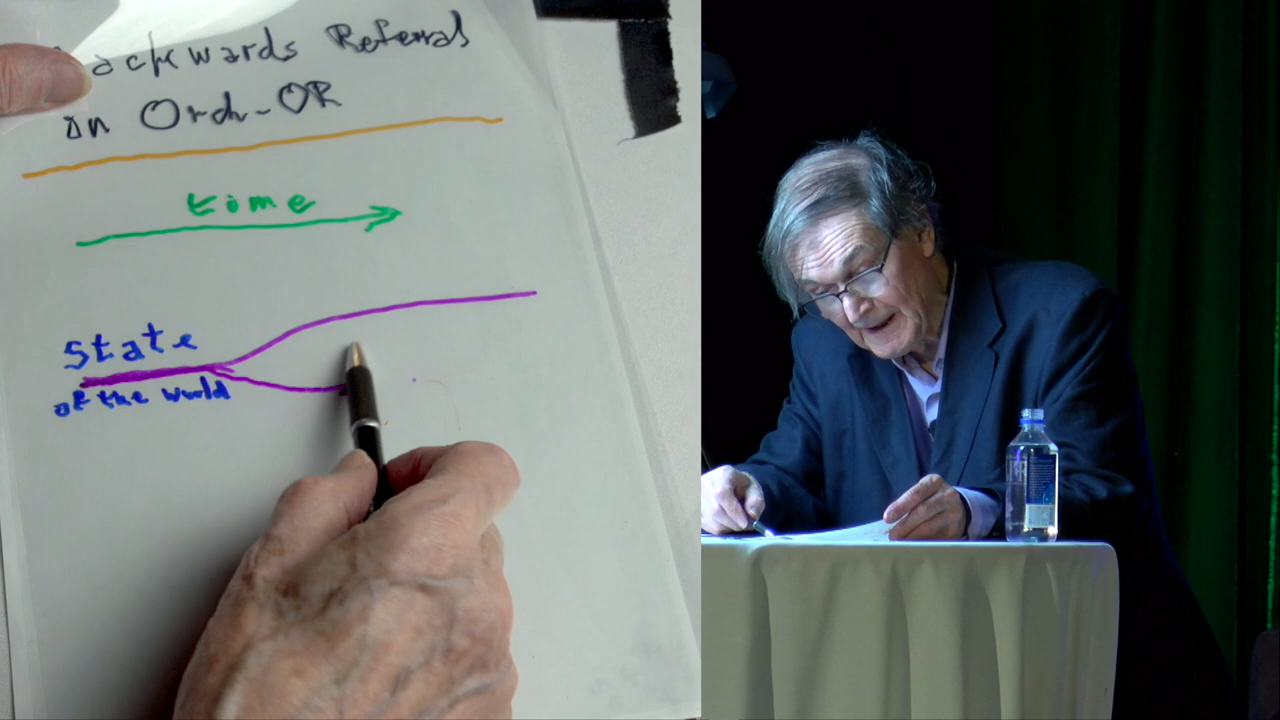 ackwards Referral
in Orch-OR
time
State
of the world